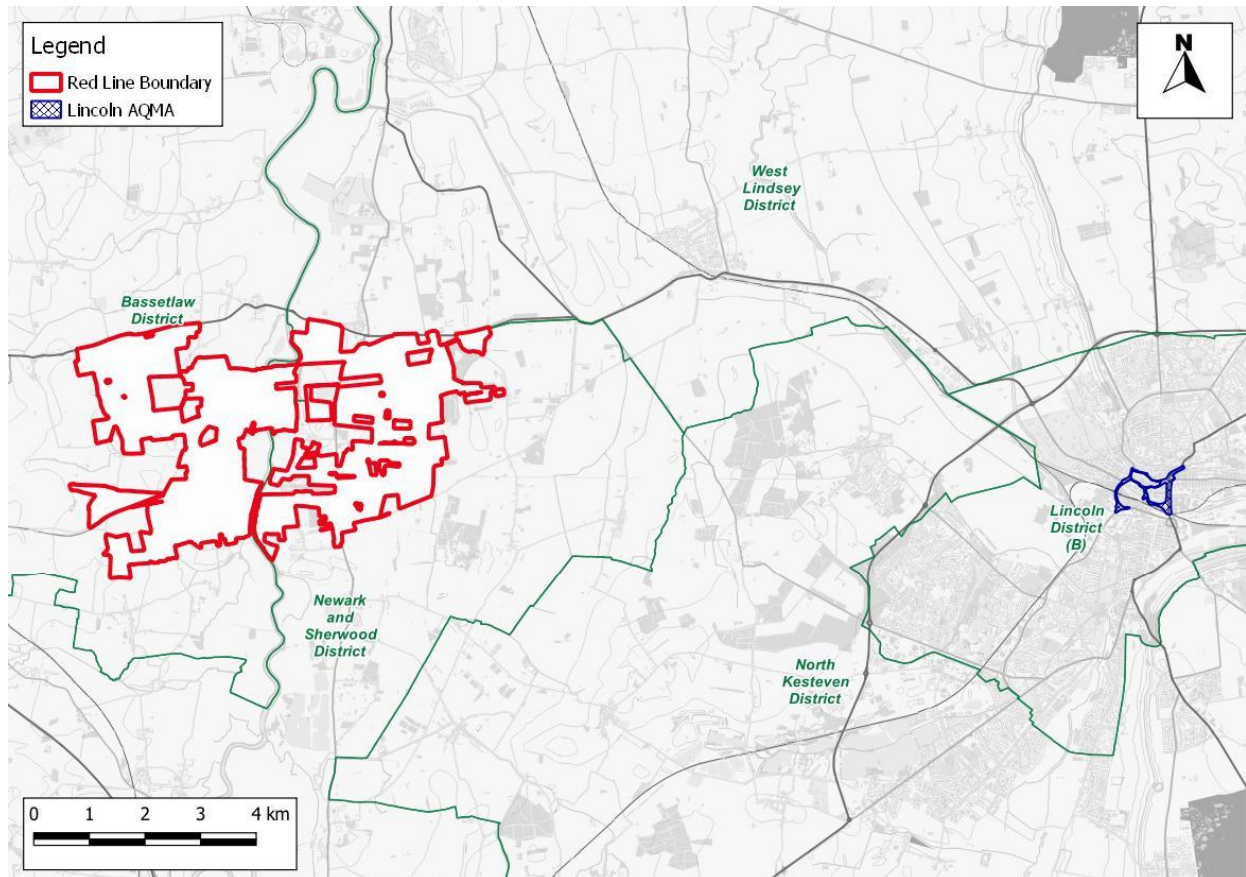 Legend
Red Line Boundary
Lincoln AQMA
N
West
Lindsey
District
Bassetlaw
District
Lincoln
District
(B)
Newark
and
Sherwood
District
North
Kesteven
District
0 1 2 3 4 km